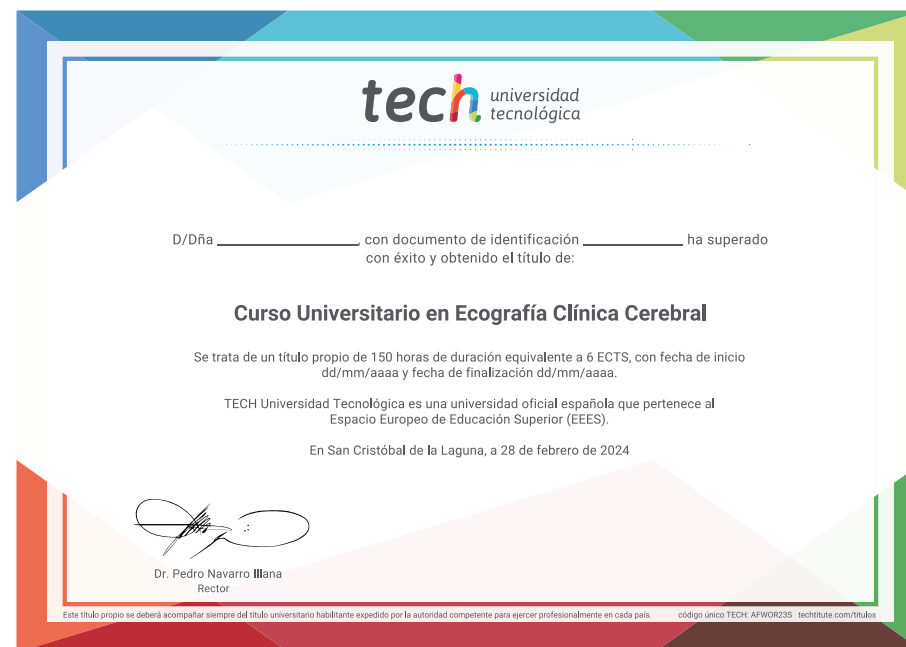 tech universidad
tecnológica
D/Dña ____________________, con documento de identificación ______________ ha superado
con éxito y obtenido el título de:
Curso Universitario en Ecografía Clínica Cerebral
Se trata de un título propio de 150 horas de duración equivalente a 6 ECTS, con fecha de inicio
dd/mm/aaaa y fecha de finalización dd/mm/aaaa.
TECH Universidad Tecnológica es una universidad oficial española que pertenece al
Espacio Europeo de Educación Superior (EEES).
En San Cristóbal de la Laguna, a 28 de febrero de 2024
Dr. Pedro Navarro Illana
Rector
Este título propio se deberá acompañar siempre del título universitario habilitante expedido por la autoridad competente para ejercer profesionalmente en cada país. código único TECH: AFWOR23S techtitute.com/titulos